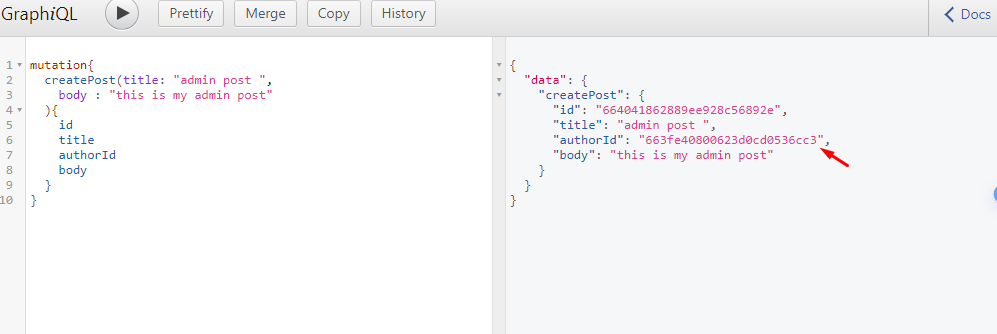 GraphiQL Prettify Merge Copy History Docs
1 mutation{
2 createPost(title: "admin post ",
3 body : "this is my admin post"
4 ){
5 id
6 title
7 authorId
8 body
9 }
10 }
{
"data": {
"createPost": {
"id": "664041862889ee928c56892e",
"title": "admin post ",
"authorId": "663fe40800623d0cd0536cc3",
"body": "this is my admin post"
}
}
}